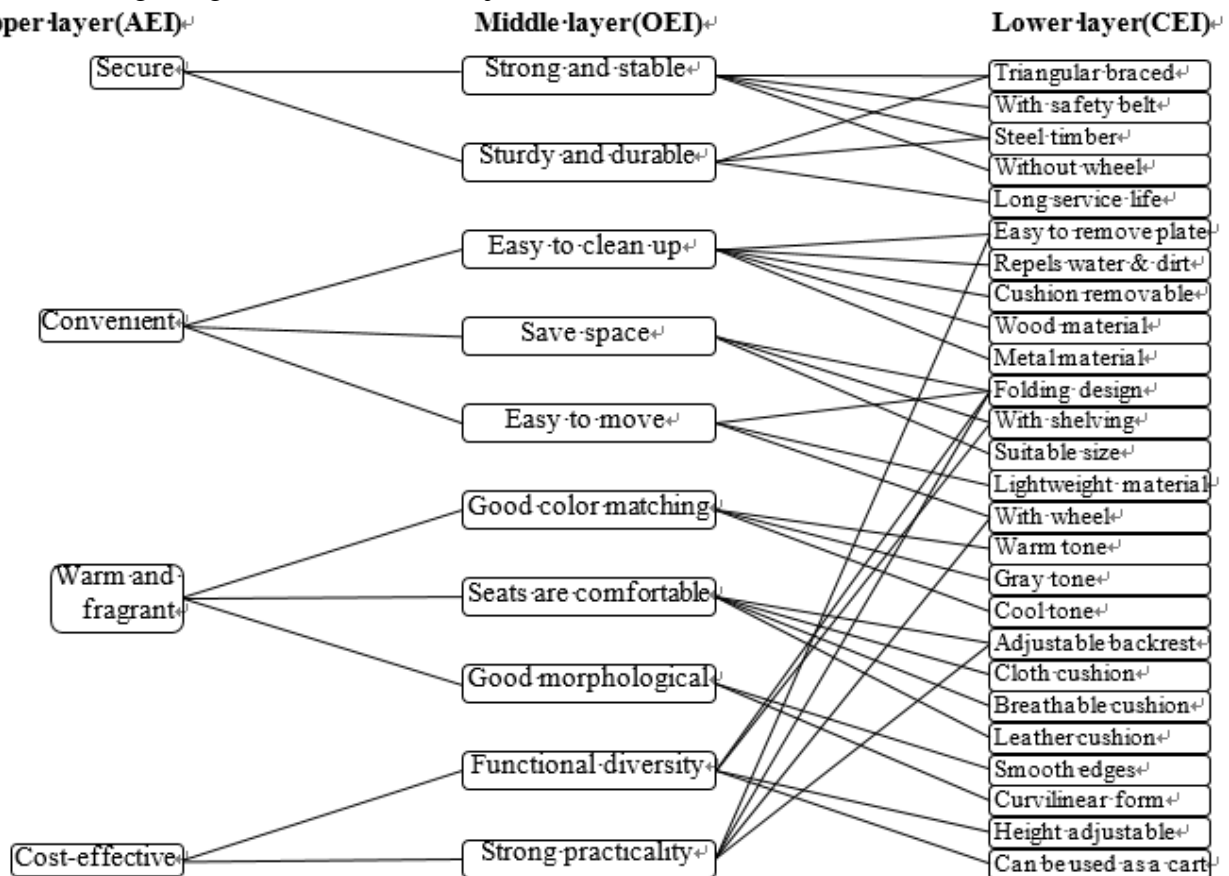 pper layer(AEI)
Middle layer(OEI)
Lower layer(CEI)
Secure
Convenient
Warm and
fragrant
Cost-effective
Strong and stable
Sturdy and durable
Easy to clean up
Save space
Easy to move
Good color matching
Seats are comfortable
Good morphological
Functional diversity
Strong practicality
Triangular braced
With safety belt
Steel timber
Without wheel
Long service life
Easy to remove plate
Repels water & dirt
Cushion removable
Wood material
Metal material
Folding design
With shelving
Suitable size
Lightweight material
With wheel
Warm tone
Gray tone
Cool tone
Adjustable backrest
Cloth cushion
Breathable cushion
Leather cushion
Smooth edges
Curvilinear form
Height adjustable
Can be used as a cart